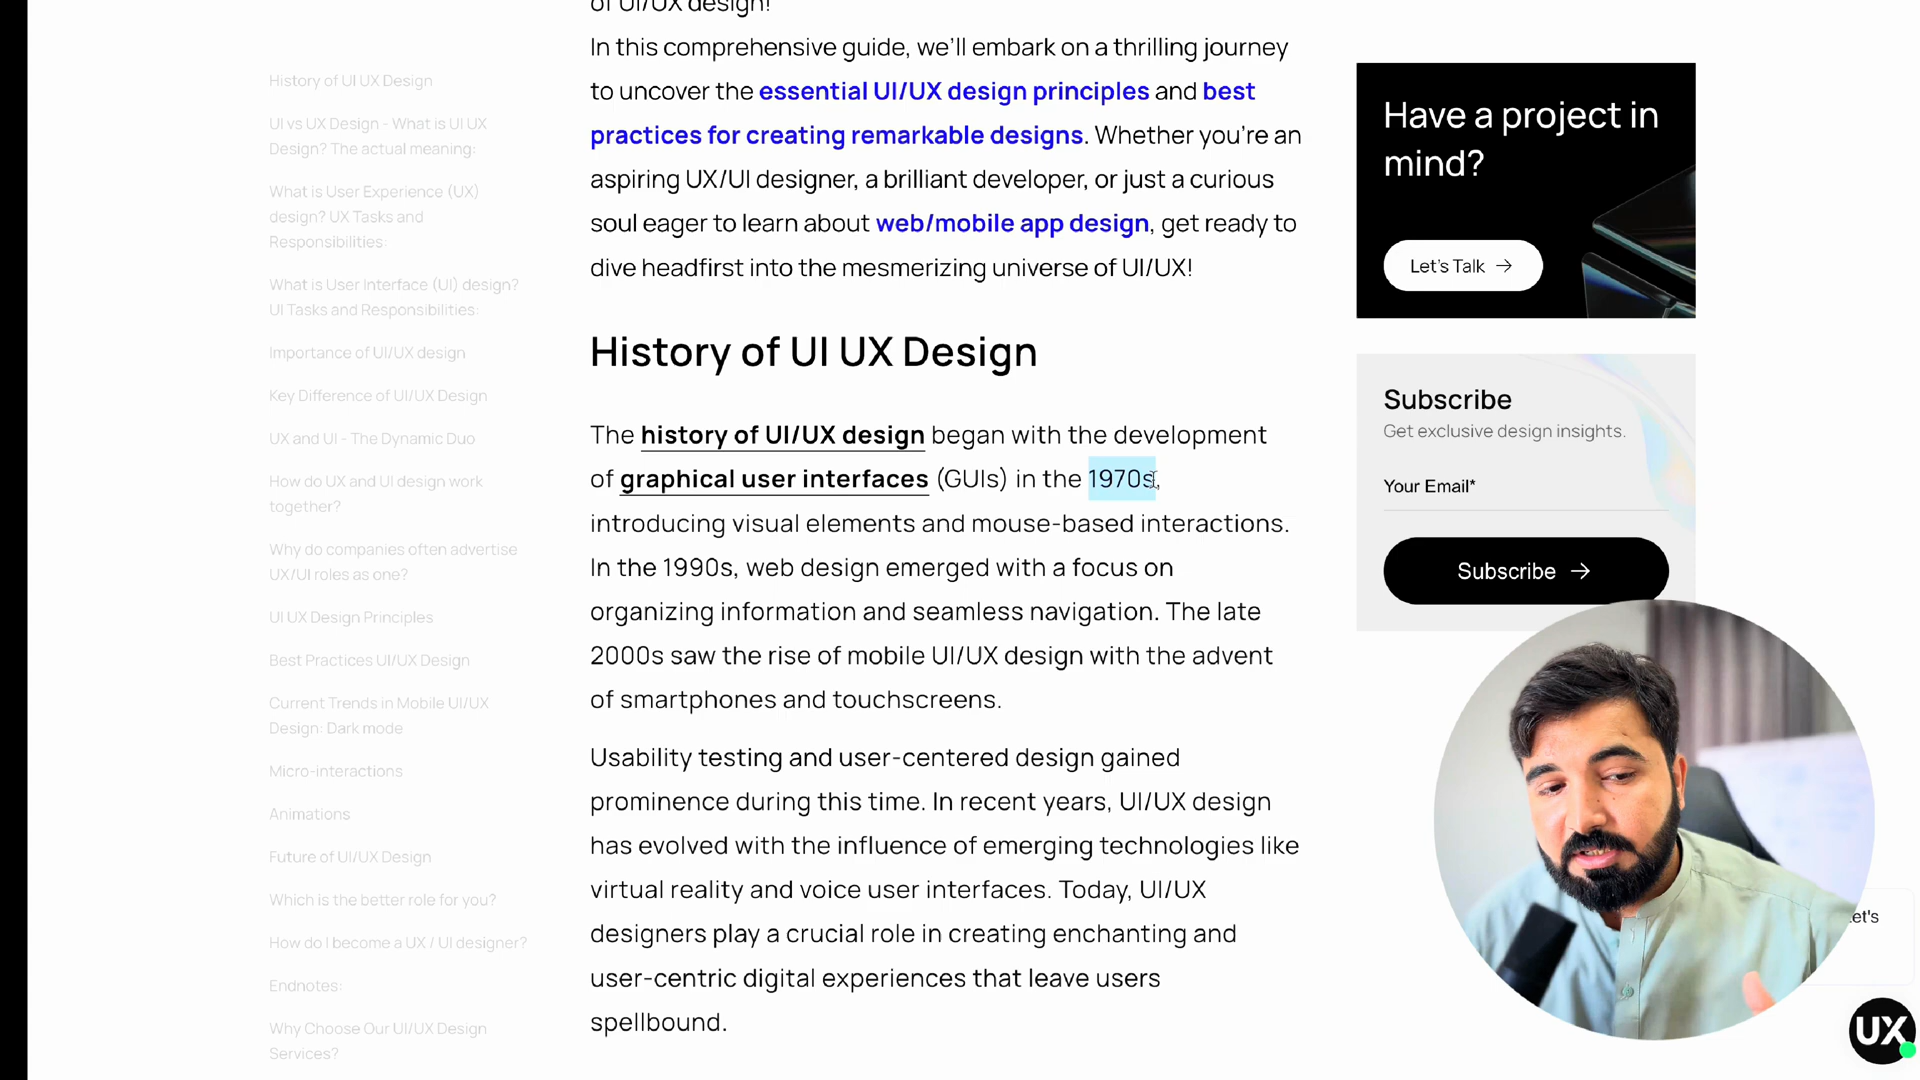 of UI/UX design!
In this comprehensive guide, we'll embark on a thrilling journey
to uncover the essential UI/UX design principles and best
practices for creating remarkable designs. Whether you're an
aspiring UX/UI designer, a brilliant developer, or just a curious
soul eager to learn about web/mobile app design, get ready to
dive headfirst into the mesmerizing universe of UI/UX!
History of UI UX Design
The history of UI/UX design began with the development
of graphical user interfaces (GUIs) in the 1970s,
introducing visual elements and mouse-based interactions.
In the 1990s, web design emerged with a focus on
organizing information and seamless navigation. The late
2000s saw the rise of mobile UI/UX design with the advent
of smartphones and touchscreens.
Usability testing and user-centered design gained
prominence during this time. In recent years, UI/UX design
has evolved with the influence of emerging technologies like
virtual reality and voice user interfaces. Today, UI/UX
designers play a crucial role in creating enchanting and
user-centric digital experiences that leave users
spellbound.
History of UI UX Design
UI vs UX Design - What is UI UX
Design? The actual meaning:
What is User Experience (UX)
design? UX Tasks and
Responsibilities:
What is User Interface (UI) design?
UI Tasks and Responsibilities:
Importance of UI/UX design
Key Difference of UI/UX Design
UX and UI - The Dynamic Duo
How do UX and UI design work
together?
Why do companies often advertise
UX/UI roles as one?
UI UX Design Principles
Best Practices UI/UX Design
Current Trends in Mobile UI/UX
Design: Dark mode
Micro-interactions
Animations
Future of UI/UX Design
Which is the better role for you?
How do I become a UX / UI designer?
Endnotes:
Why Choose Our UI/UX Design
Services?
Have a project in
mind?
Let's Talk →
Subscribe
Get exclusive design insights.
Your Email*
Subscribe →
UX